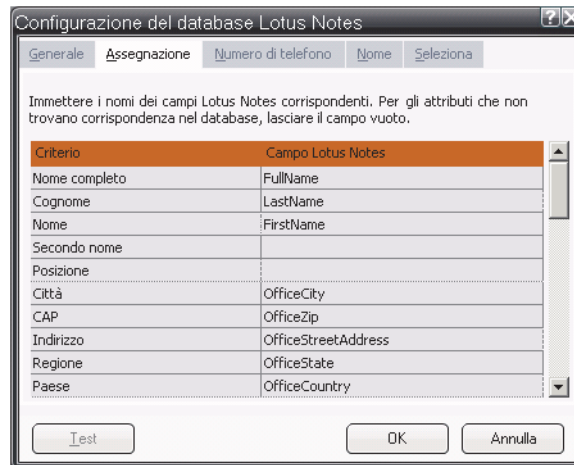 Configurazione del database Lotus Notes
Generale Assegnazione Numero di telefono Nome Seleziona
Immettere i nomi dei campi Lotus Notes corrispondenti. Per gli attributi che non
trovano corrispondenza nel database, lasciare il campo vuoto.
Criterio Campo Lotus Notes
Nome completo FullName
Cognome LastName
Nome FirstName
Secondo nome
Posizione
Città OfficeCity
CAP OfficeZip
Indirizzo OfficeStreetAddress
Regione OfficeState
Paese OfficeCountry
Test OK Annulla